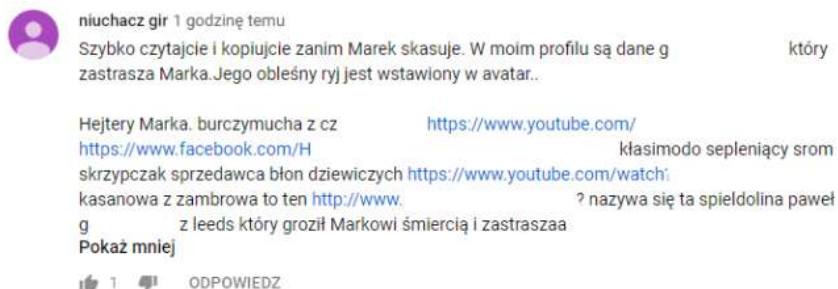 niuchacz gir 1 godzinę temu
Szybko czytajcie i kopiujcie zanim Marek skasuje. W moim profilu są dane g który
zastrasza Marka.Jego obleśny ryj jest wstawiony w avatar..
Hejtery Marka. burczymucha z cz https://www.youtube.com/
https://www.facebook.com/H kłasimodo sepleniący srom
skrzypczak sprzedawca błon dziewiczych https://www.youtube.com/watch
kasanowa z zambrowa to ten http://www. ? nazywa się ta spieldolina paweł
g z leeds który groził Markowi śmiercią i zastraszaa
Pokaż mniej
1 ODPOWIEDZ